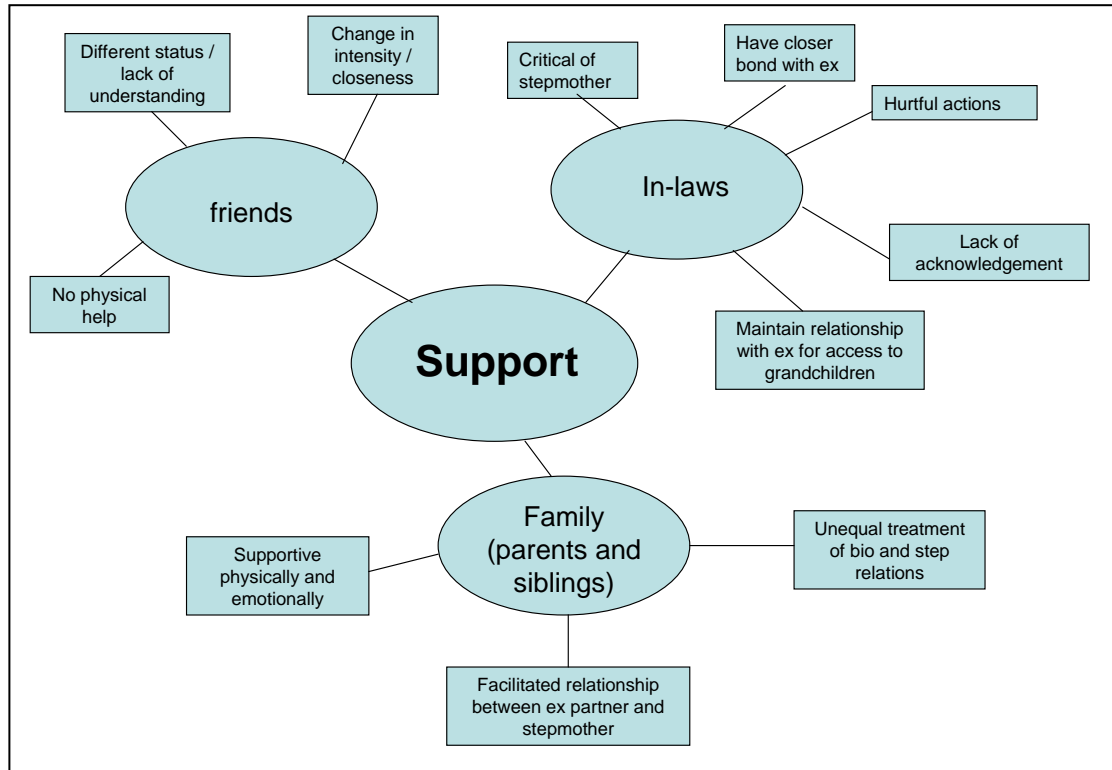 Different status /
lack of
understanding
Change in
intensity /
closeness
friends
No physical
help
Critical of
stepmother
Have closer
bond with ex
Hurtful actions
In-laws
Lack of
acknowledgement
Maintain relationship
with ex for access to
grandchildren
Support
Family
(parents and
siblings)
Supportive
physically and
emotionally
Unequal treatment
of bio and step
relations
Facilitated relationship
between ex partner and
stepmother